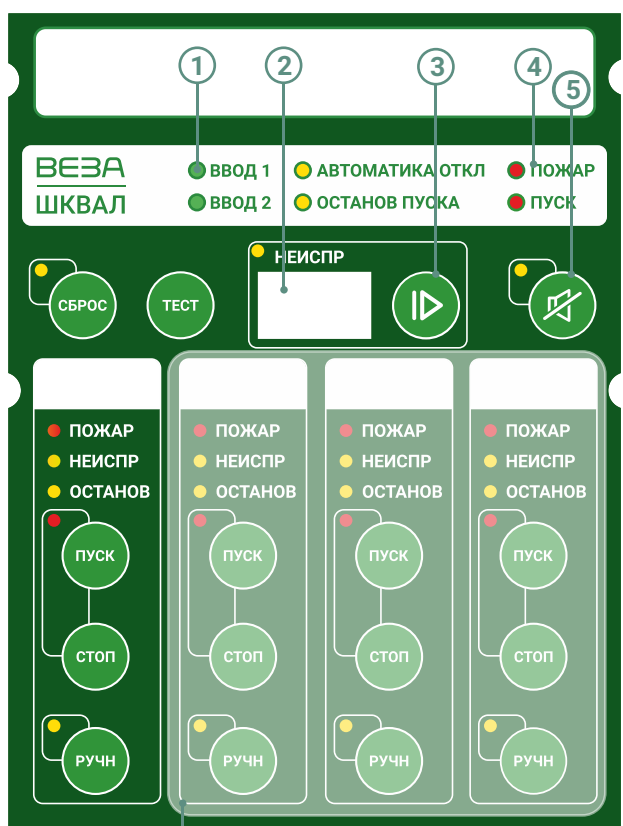 1 2 3 4 5
ВЕЗА
ШКВАЛ
ВВОД 1 АВТОМАТИКА ОТКЛ ПОЖАР
ВВОД 2 ОСТАНОВ ПУСКА ПУСК
НЕИСПР
СБРОС ТЕСТ
ПОЖАР ПОЖАР ПОЖАР ПОЖАР
НЕИСПР НЕИСПР НЕИСПР НЕИСПР
ОСТАНОВ ОСТАНОВ ОСТАНОВ ОСТАНОВ
ПУСК ПУСК ПУСК ПУСК
СТОП СТОП СТОП СТОП
РУЧН РУЧН РУЧН РУЧН